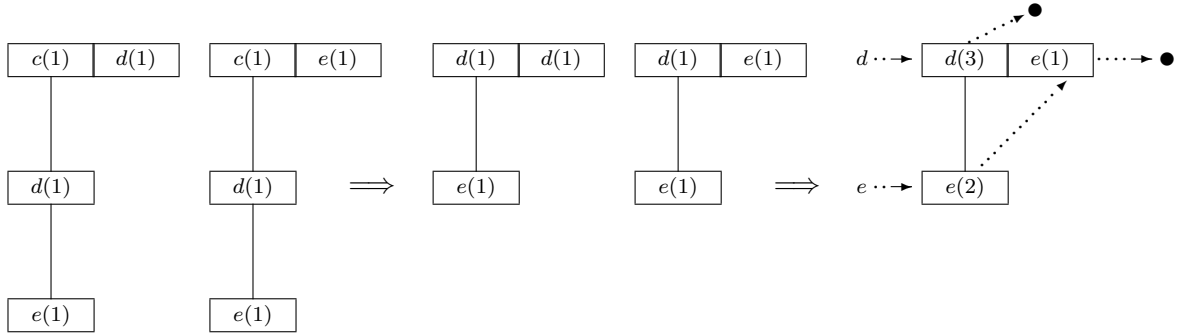 c(1) d(1) c(1) e(1) d(1) d(1) d(1) e(1) d d(3) e(1)
d(1) d(1) ⟹ e(1) e(1) ⟹ e e(2)
e(1) e(1)